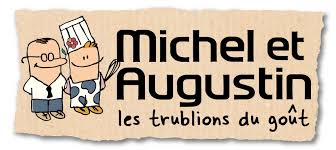 Michel et
Augustin
les trublions du goût